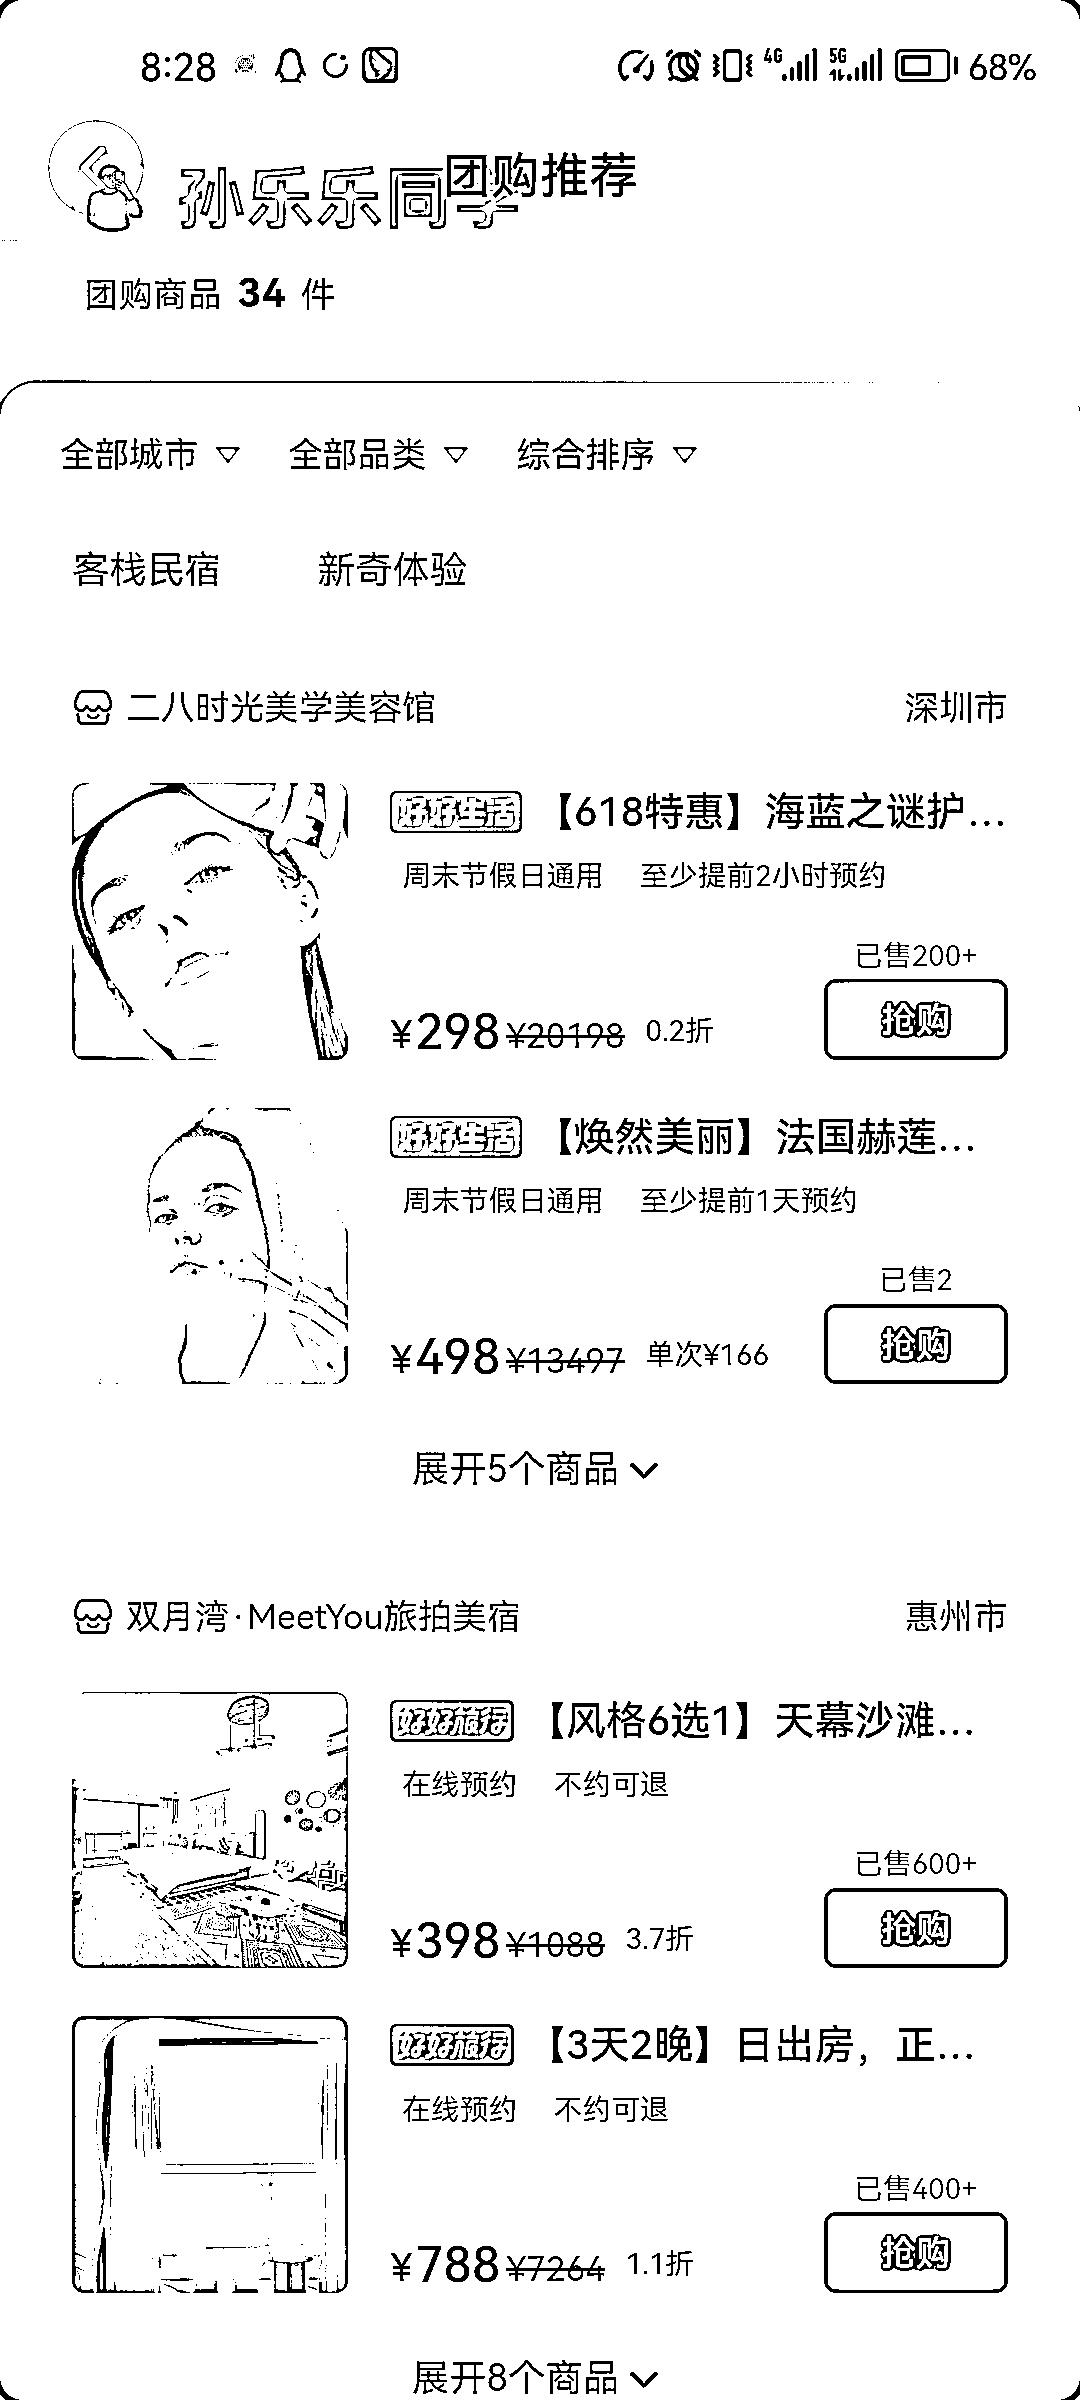 8:28 4G 5G 68%
孙乐乐同学
团购推荐
团购商品 34 件
全部城市 全部品类 综合排序
客栈民宿 新奇体验
二八时光美学美容馆 深圳市
好好生活 【618特惠】海蓝之谜护...
周末节假日通用 至少提前2小时预约
已售200+
¥298 ¥20198 0.2折 抢购
好好生活 【焕然美丽】法国赫莲...
周末节假日通用 至少提前1天预约
已售2
¥498 ¥13497 单次¥166 抢购
展开5个商品
双月湾·MeetYou旅拍美宿 惠州市
好好旅行 【风格6选1】天幕沙滩...
在线预约 不约可退
已售600+
¥398 ¥1088 3.7折 抢购
好好旅行 【3天2晚】日出房，正...
在线预约 不约可退
已售400+
¥788 ¥7264 1.1折 抢购
展开8个商品